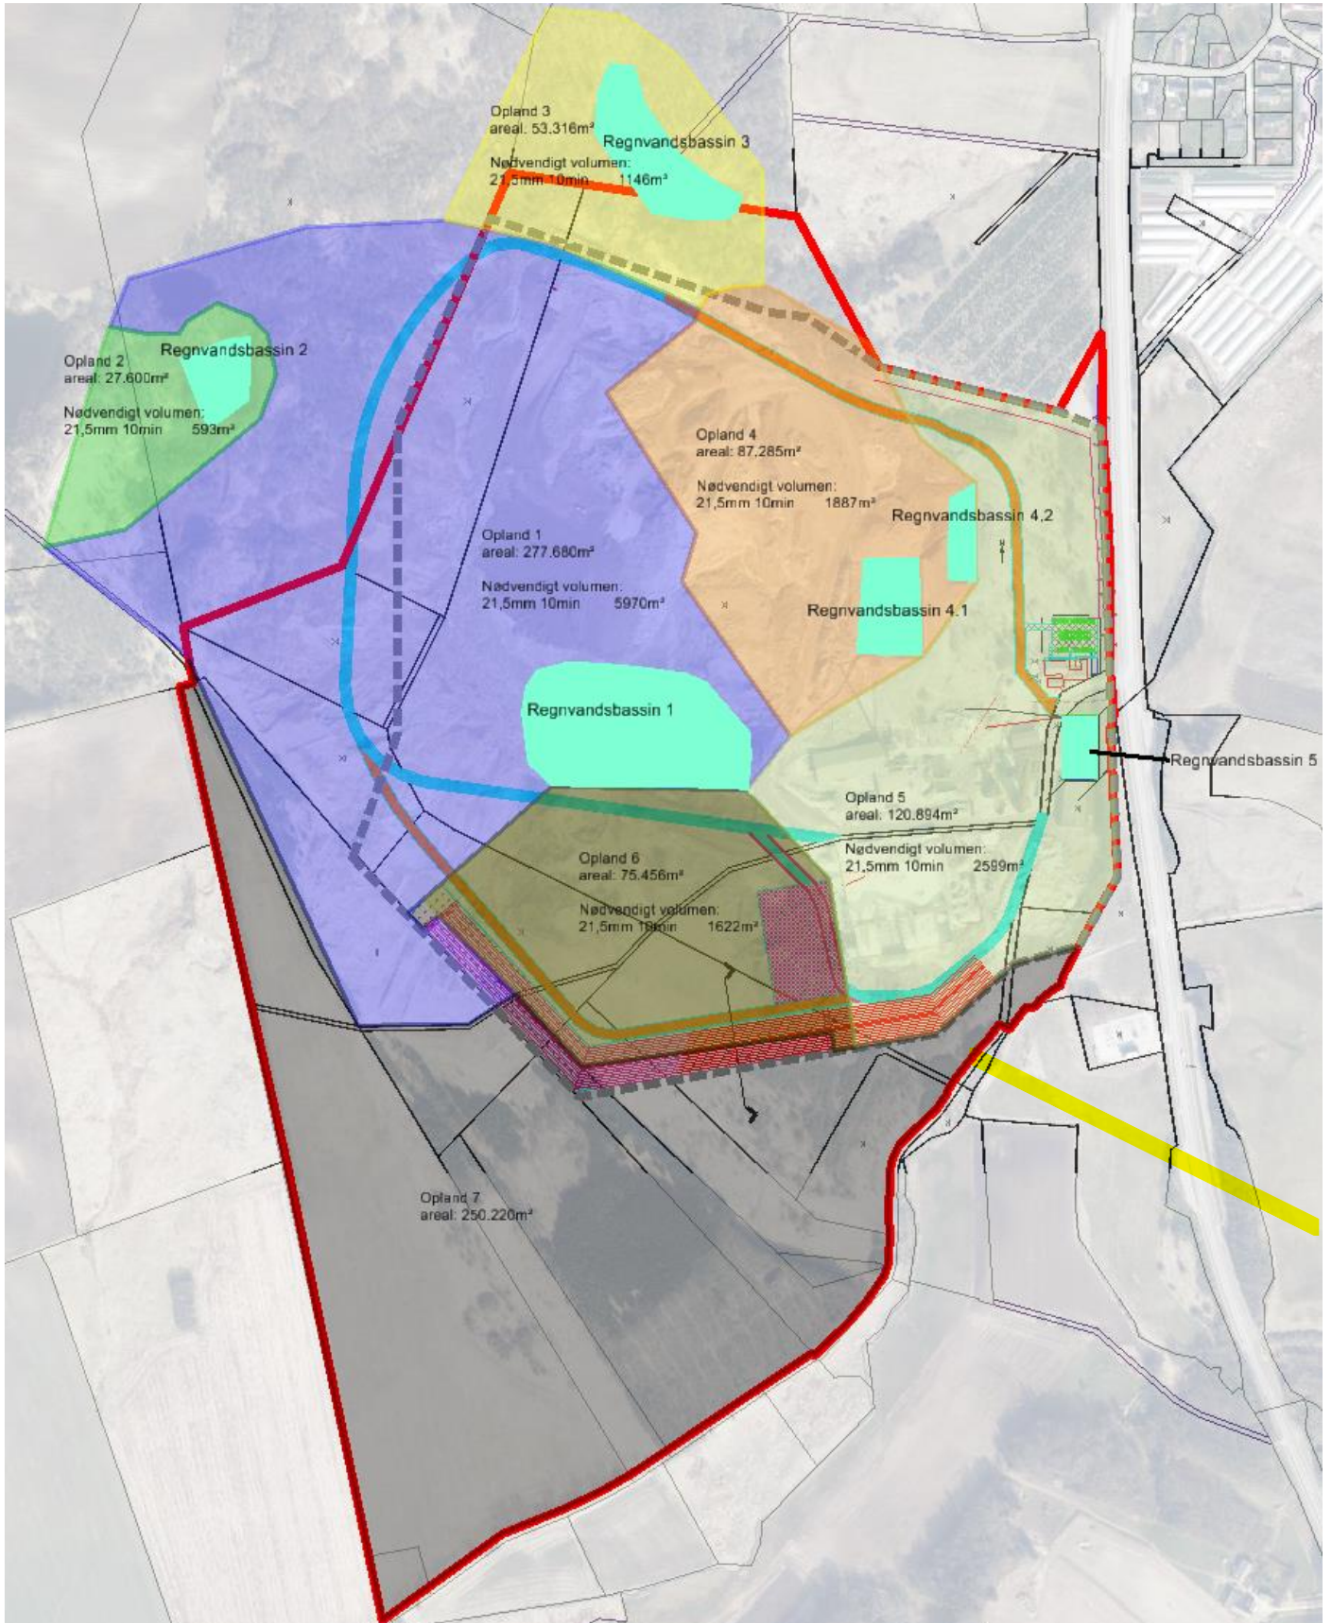 Opland 3
areal: 53.316m²
Regnvandsbassin 3
Nødvendigt volumen:
21,5mm 10min 1146m³
Opland 2
areal: 27.600m²
Regnvandsbassin 2
Nødvendigt volumen:
21,5mm 10min 593m³
Opland 4
areal: 87.285m²
Nødvendigt volumen:
21,5mm 10min 1887m³
Regnvandsbassin 4,2
Opland 1
areal: 277.680m²
Nødvendigt volumen:
21,5mm 10min 5970m³
Regnvandsbassin 4.1
Regnvandsbassin 1
Regnvandsbassin 5
Opland 5
areal: 120.894m²
Nødvendigt volumen:
21,5mm 10min 2599m³
Opland 6
areal: 75.456m²
Nødvendigt volumen:
21,5mm 10min 1622m³
Opland 7
areal: 250.220m²